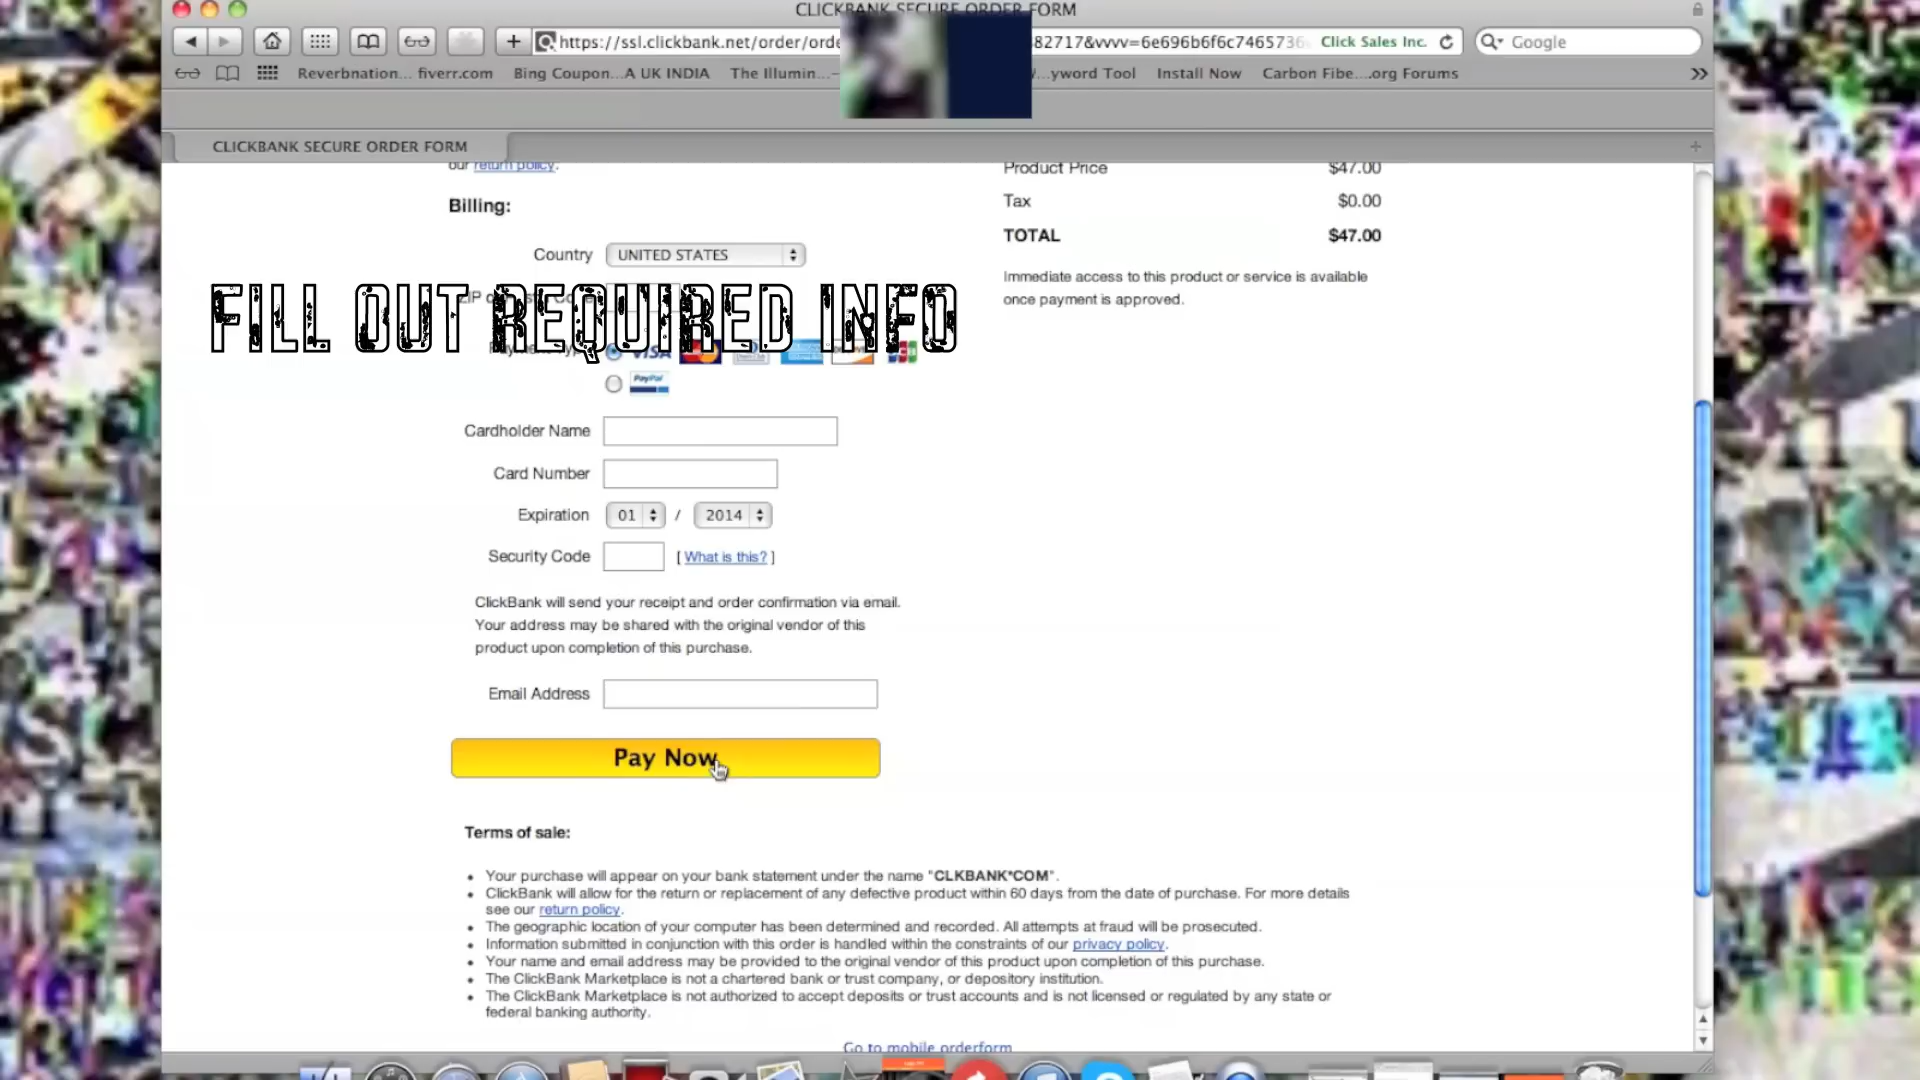 CLICKBANK SECURE ORDER FORM
https://ssl.clickbank.net/order/orde
82717&vvvv=6e696b6f6c7465736
Click Sales Inc.
Google
Reverbnation... fiverr.com Bing Coupon...A UK INDIA The Illumin...
...yword Tool Install Now Carbon Fibe....org Forums
CLICKBANK SECURE ORDER FORM
our return policy.
Product Price $47.00
Billing:
Tax $0.00
TOTAL $47.00
Country UNITED STATES
Immediate access to this product or service is available
once payment is approved.
FILL OUT REQUIRED INFO
VISA
PayPal
Cardholder Name
Card Number
Expiration 01 / 2014
Security Code [ What is this? ]
ClickBank will send your receipt and order confirmation via email.
Your address may be shared with the original vendor of this
product upon completion of this purchase.
Email Address
Pay Now
Terms of sale:
• Your purchase will appear on your bank statement under the name "CLKBANK*COM".
• ClickBank will allow for the return or replacement of any defective product within 60 days from the date of purchase. For more details
see our return policy.
• The geographic location of your computer has been determined and recorded. All attempts at fraud will be prosecuted.
• Information submitted in conjunction with this order is handled within the constraints of our privacy policy.
• Your name and email address may be provided to the original vendor of this product upon completion of this purchase.
• The ClickBank Marketplace is not a chartered bank or trust company, or depository institution.
• The ClickBank Marketplace is not authorized to accept deposits or trust accounts and is not licensed or regulated by any state or
federal banking authority.
Go to mobile orderform